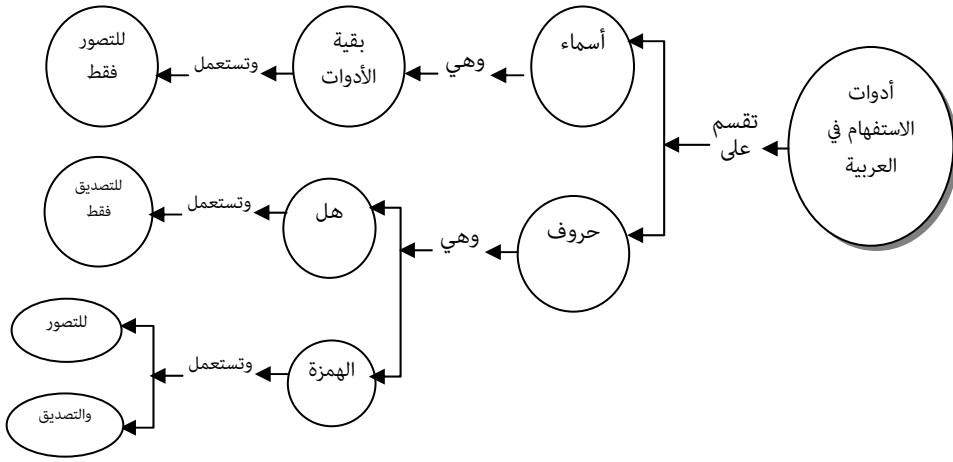 أدوات
الاستفهام في
العربية
تقسم
على
أسماء
وهي
بقية
الأدوات
وتستعمل
للتصور
فقط
حروف
وهي
هل
وتستعمل
للتصديق
فقط
الهمزة
وتستعمل
للتصور
والتصديق